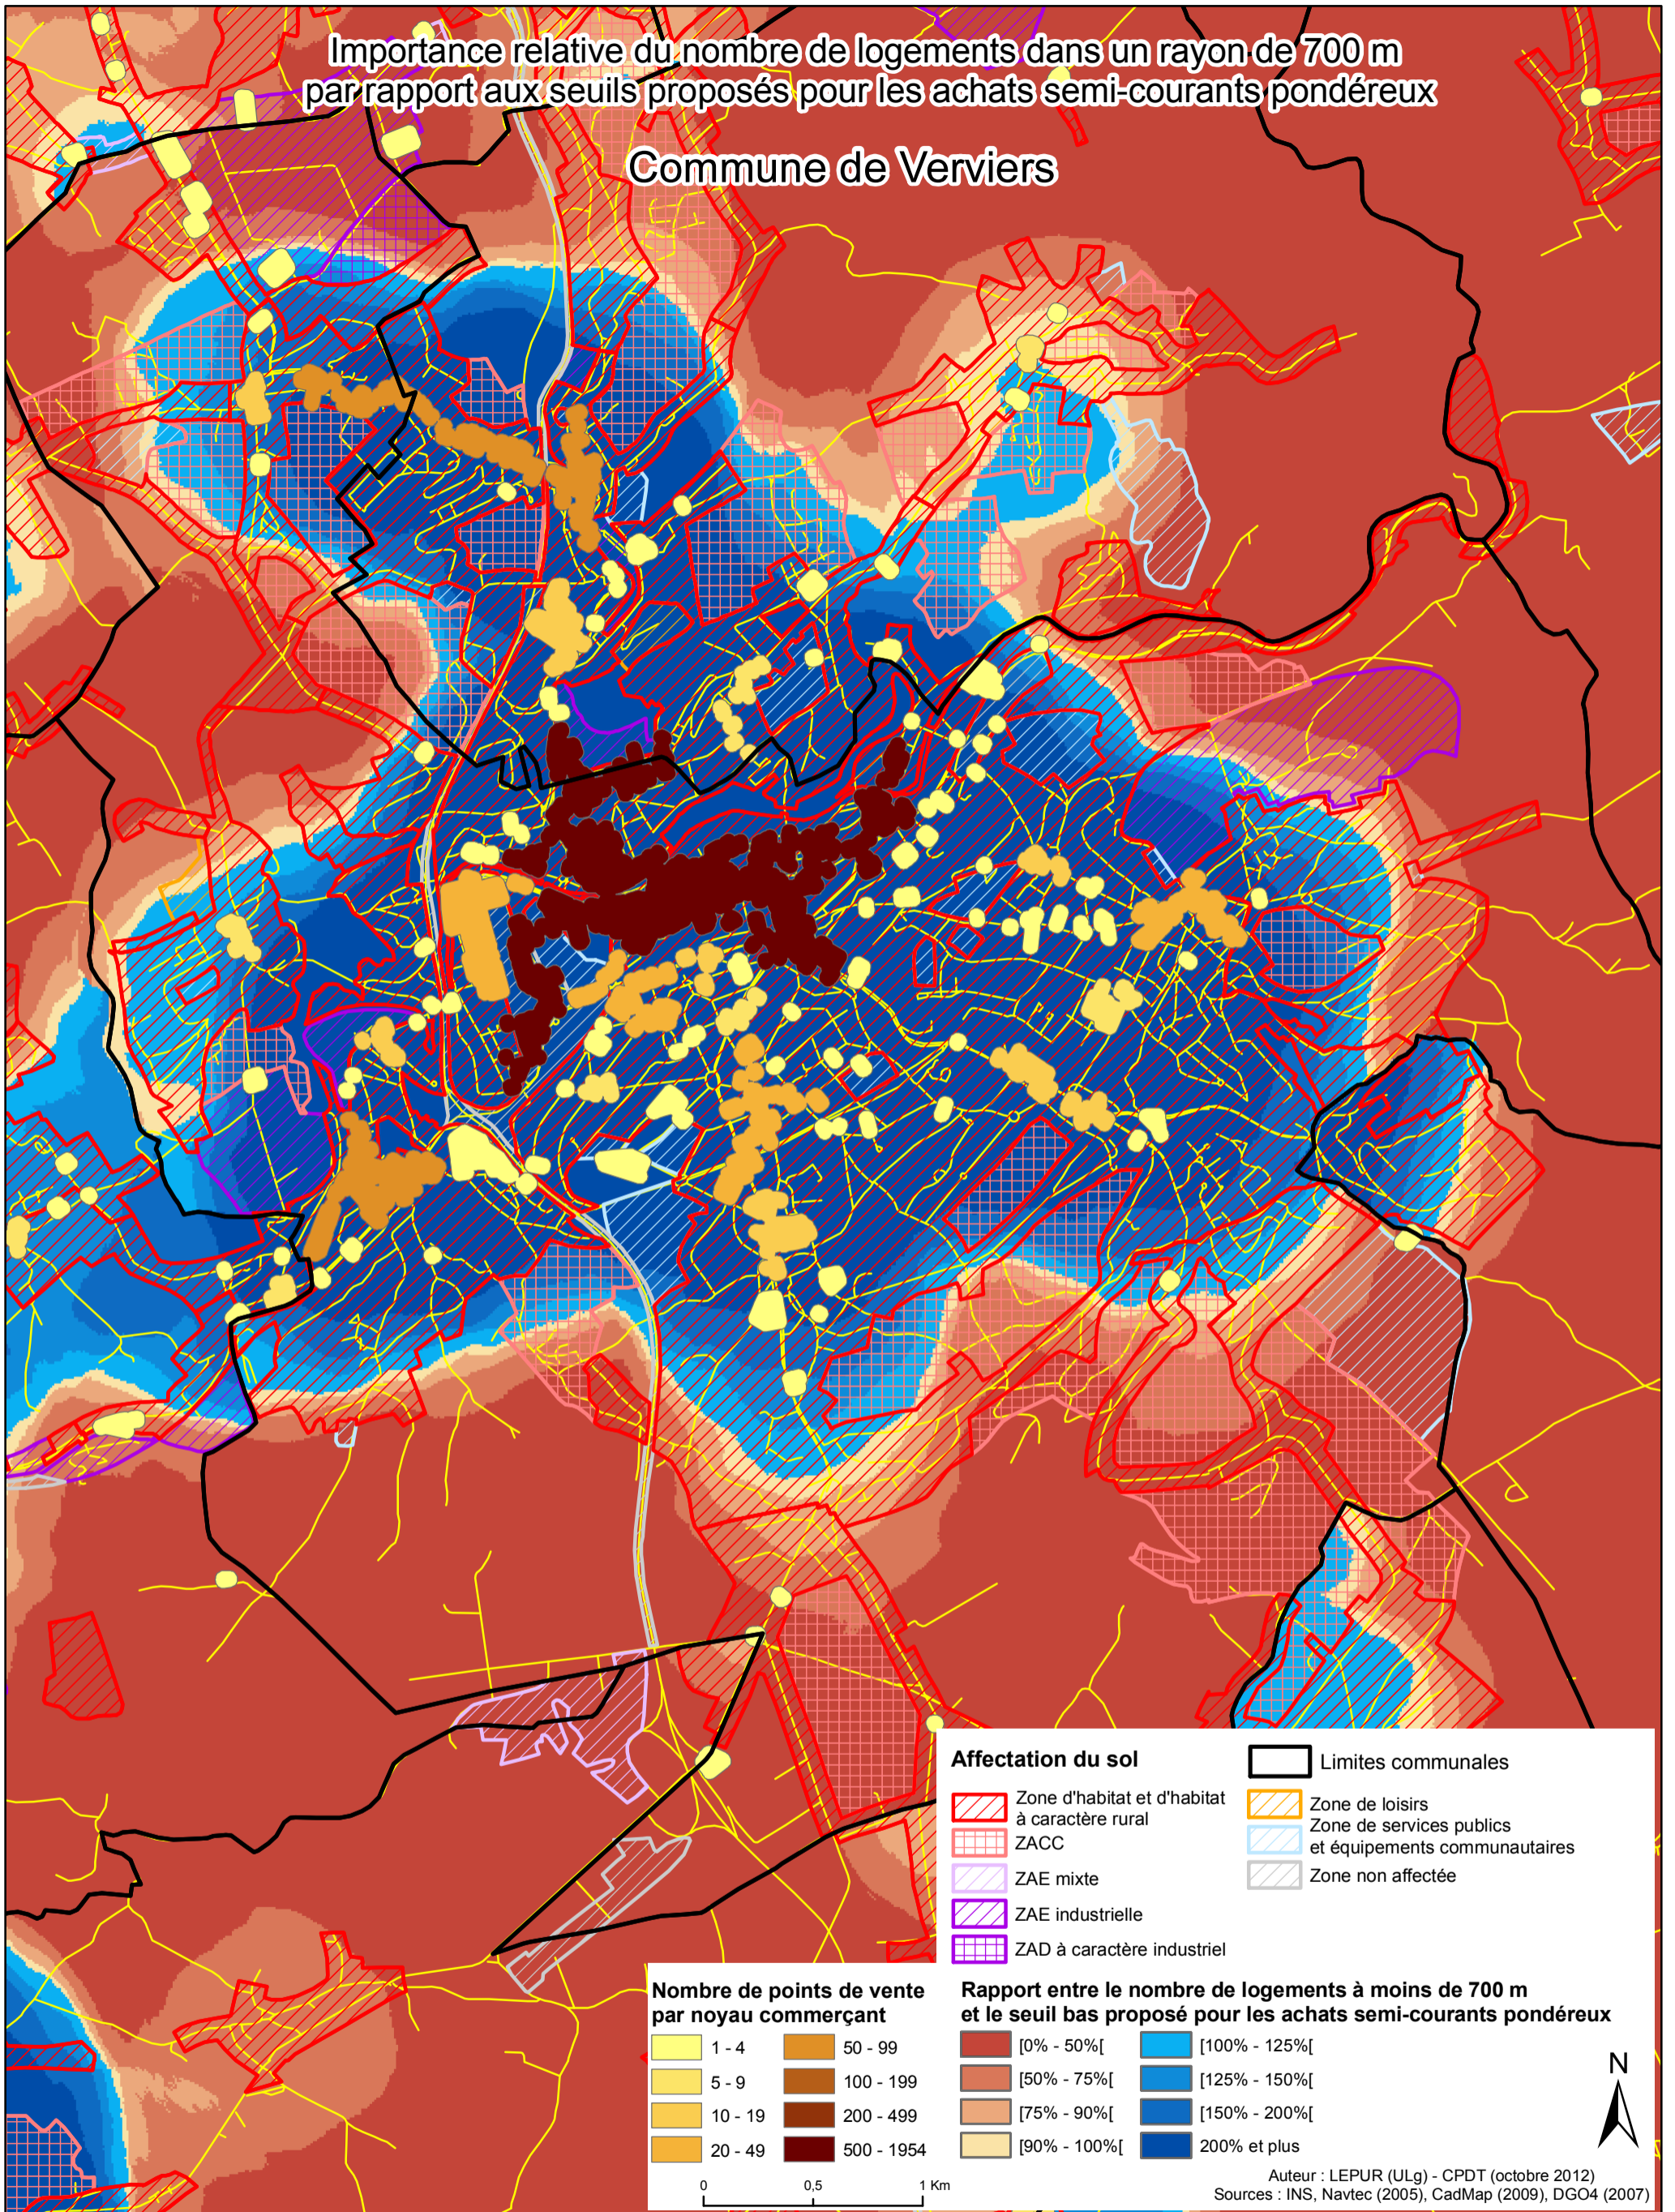 Importance relative du nombre de logements dans un rayon de 700 m
par rapport aux seuils proposés pour les achats semi-courants pondéreux
Commune de Verviers
Affectation du sol
Zone d'habitat et d'habitat
à caractère rural
ZACC
ZAE mixte
ZAE industrielle
ZAD à caractère industriel
Limites communales
Zone de loisirs
Zone de services publics
et équipements communautaires
Zone non affectée
Nombre de points de vente
par noyau commerçant
1 - 4
5 - 9
10 - 19
20 - 49
50 - 99
100 - 199
200 - 499
500 - 1954
Rapport entre le nombre de logements à moins de 700 m
et le seuil bas proposé pour les achats semi-courants pondéreux
[0% - 50%[
[50% - 75%[
[75% - 90%[
[90% - 100%[
[100% - 125%[
[125% - 150%[
[150% - 200%[
200% et plus
N
0 0,5 1 Km
Auteur : LEPUR (ULg) - CPDT (octobre 2012)
Sources : INS, Navtec (2005), CadMap (2009), DGO4 (2007)